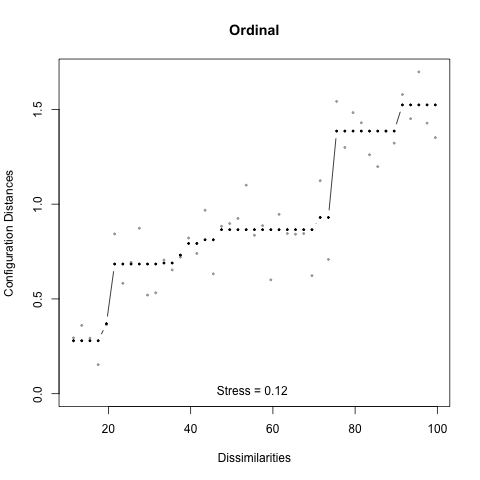 Ordinal
Configuration Distances
1.5
1.0
0.5
0.0
Stress = 0.12
20 40 60 80 100
Dissimilarities